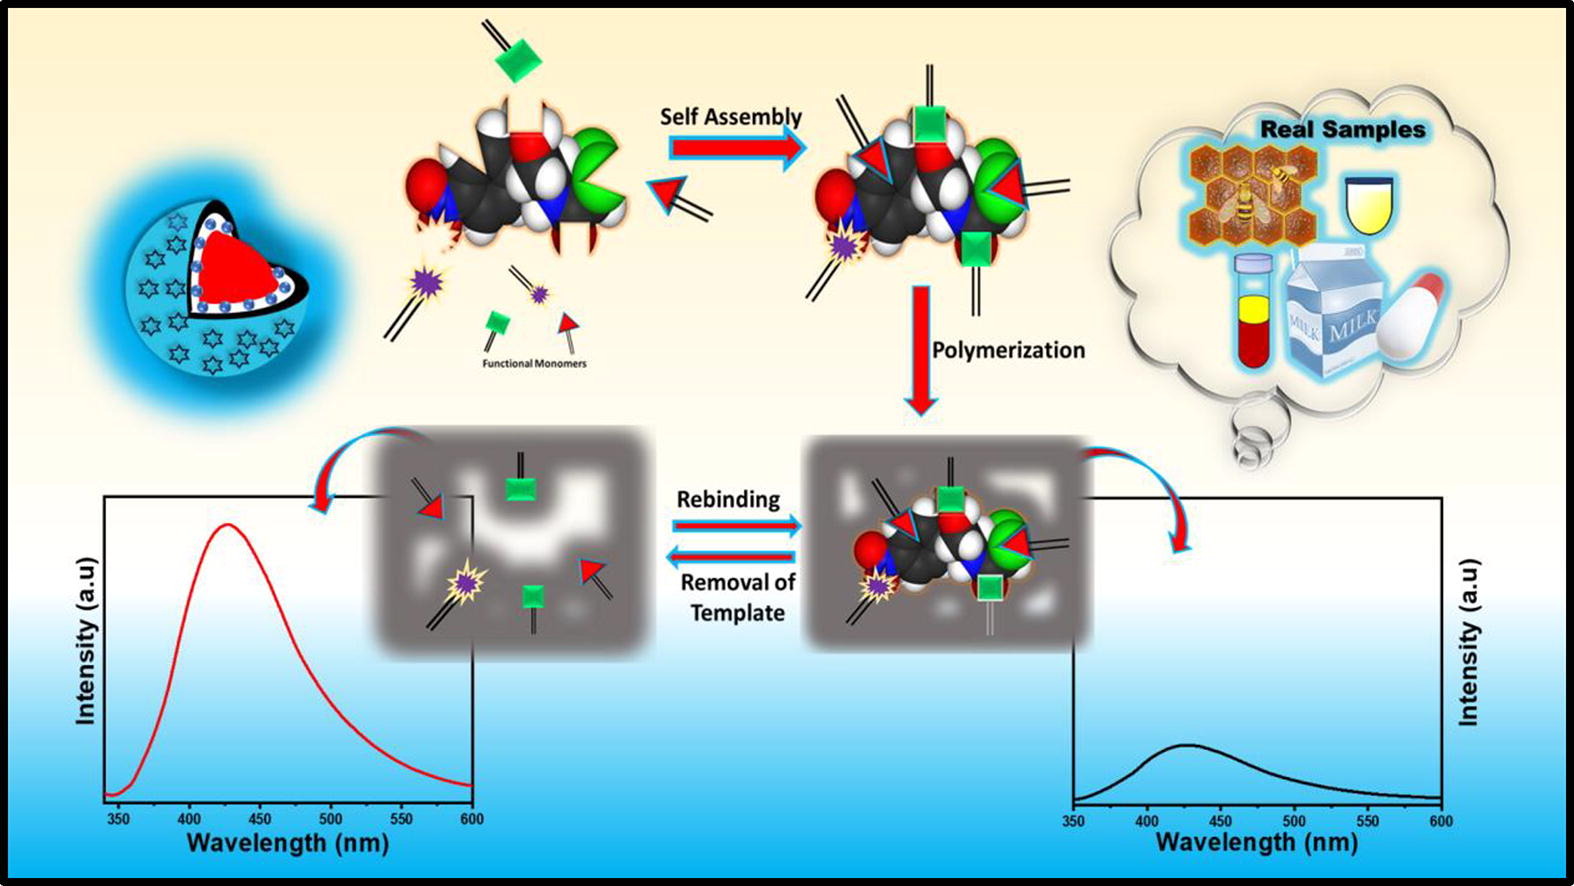 Self Assembly
Real Samples
MILK
MILK
Functional Monomers
Polymerization
Rebinding
Removal of
Template
Intensity (a.u)
350 400 450 500 550 600
Wavelength (nm)
Intensity (a.u)
350 400 450 500 550 600
Wavelength (nm)